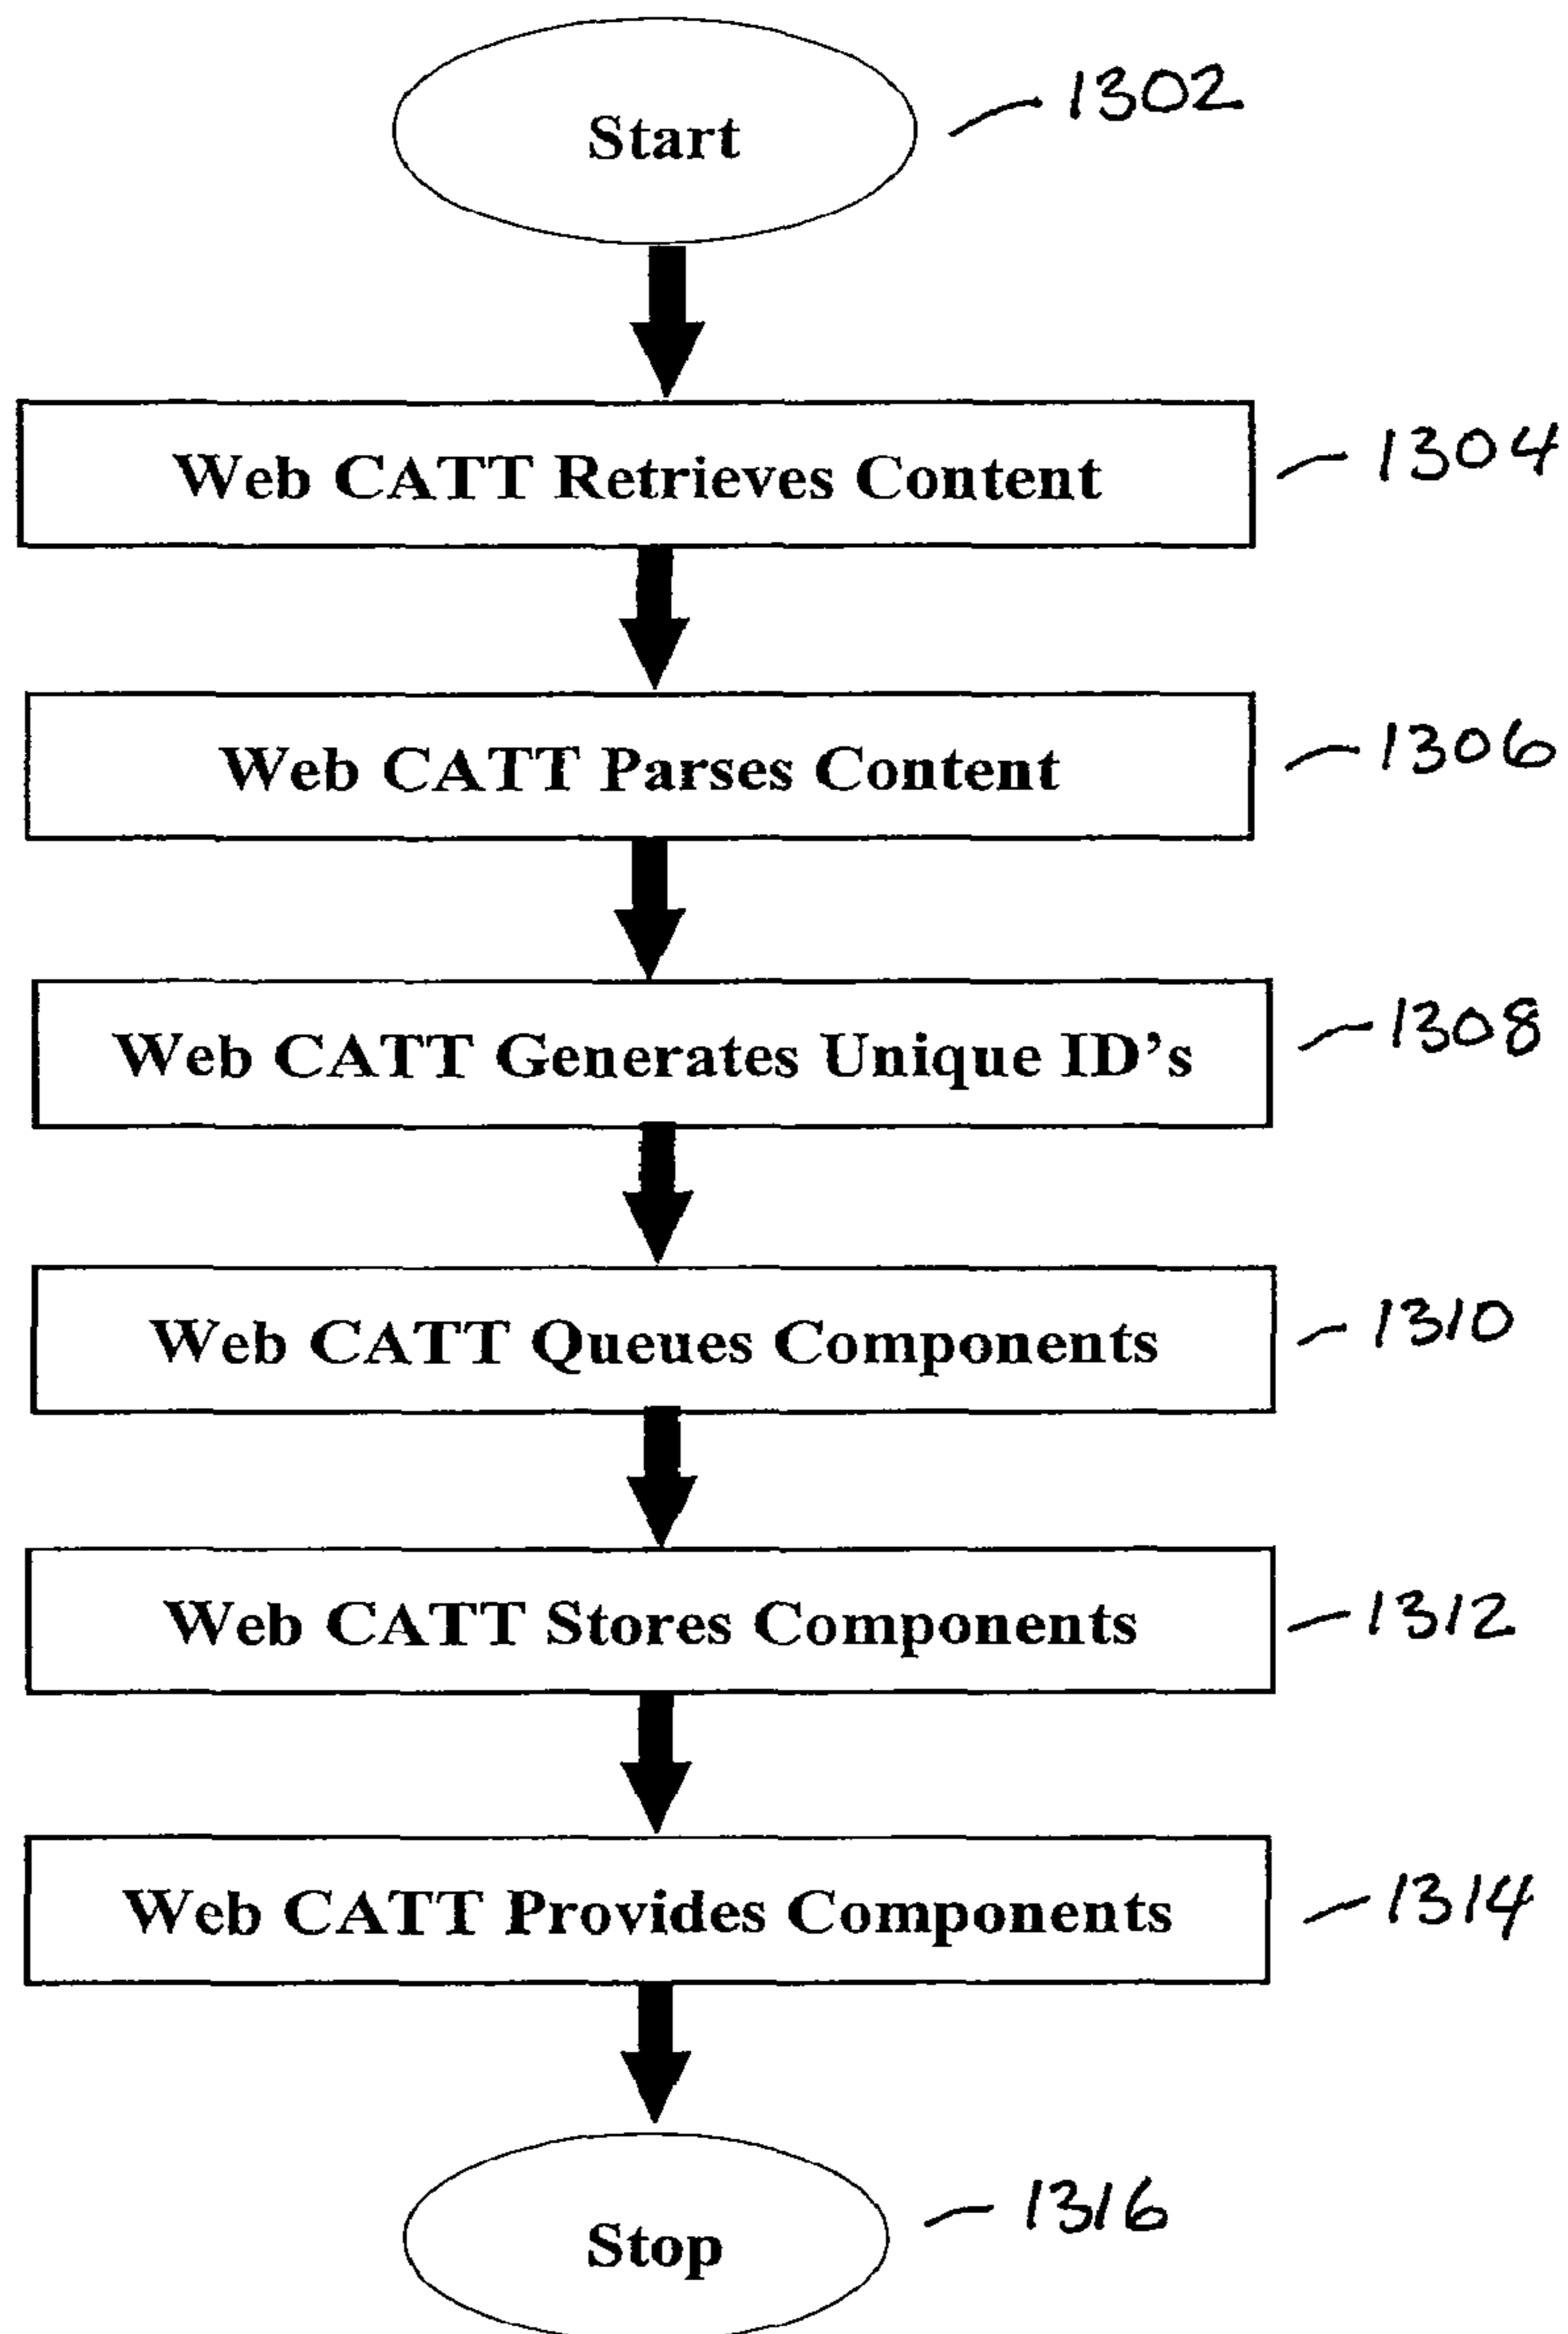 Start
1302
Web CATT Retrieves Content
1304
Web CATT Parses Content
1306
Web CATT Generates Unique ID’s
1308
Web CATT Queues Components
1310
Web CATT Stores Components
1312
Web CATT Provides Components
1314
Stop
1316